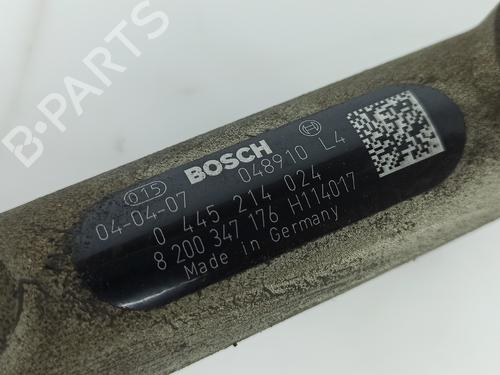 B-PARTS
015 BOSCH
04-04-07 048910 L4
0 445 214 024
8 200 347 176 H114017
Made in Germany